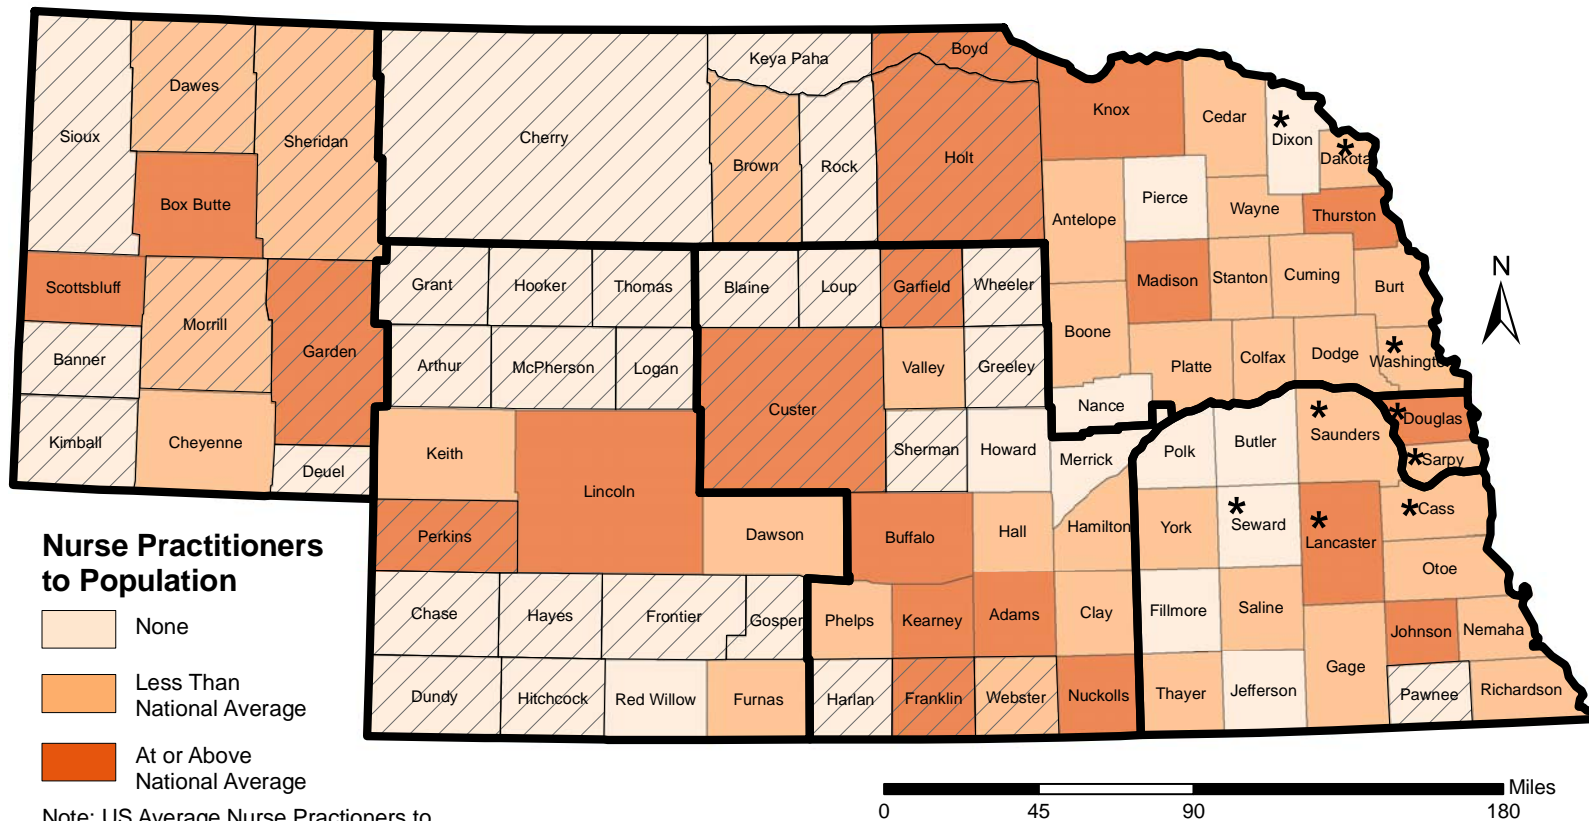 Boyd
Keya Paha
Dawes
Knox
Cedar
*
Dixon
Sioux
Sheridan
Cherry
Brown
Rock
Holt
*
Dakota
Box Butte
Pierce
Wayne
Antelope
Thurston
N
Scottsbluff
Grant
Hooker
Thomas
Blaine
Loup
Garfield
Wheeler
Madison
Stanton
Cuming
Burt
Morrill
Boone
Banner
Garden
Arthur
McPherson
Logan
Valley
Greeley
Platte
Colfax
Dodge
*
Custer
Nance
Kimball
Cheyenne
Keith
Sherman
Howard
Merrick
Polk
Butler
*
Saunders
*
Douglas
*
Sarpy
Deuel
Lincoln
Perkins
Dawson
Buffalo
Hall
Hamilton
York
*
Seward
*
Lancaster
*
Cass
Otoe
Nurse Practitioners
to Population
None
Less Than
National Average
At or Above
National Average
Note: US Average Nurse Practioners to
Chase
Hayes
Frontier
Gosper
Phelps
Kearney
Adams
Clay
Fillmore
Saline
Johnson
Nemaha
Dundy
Hitchcock
Red Willow
Furnas
Harlan
Franklin
Webster
Nuckolls
Thayer
Jefferson
Gage
Pawnee
Richardson
Miles
0 45 90 180